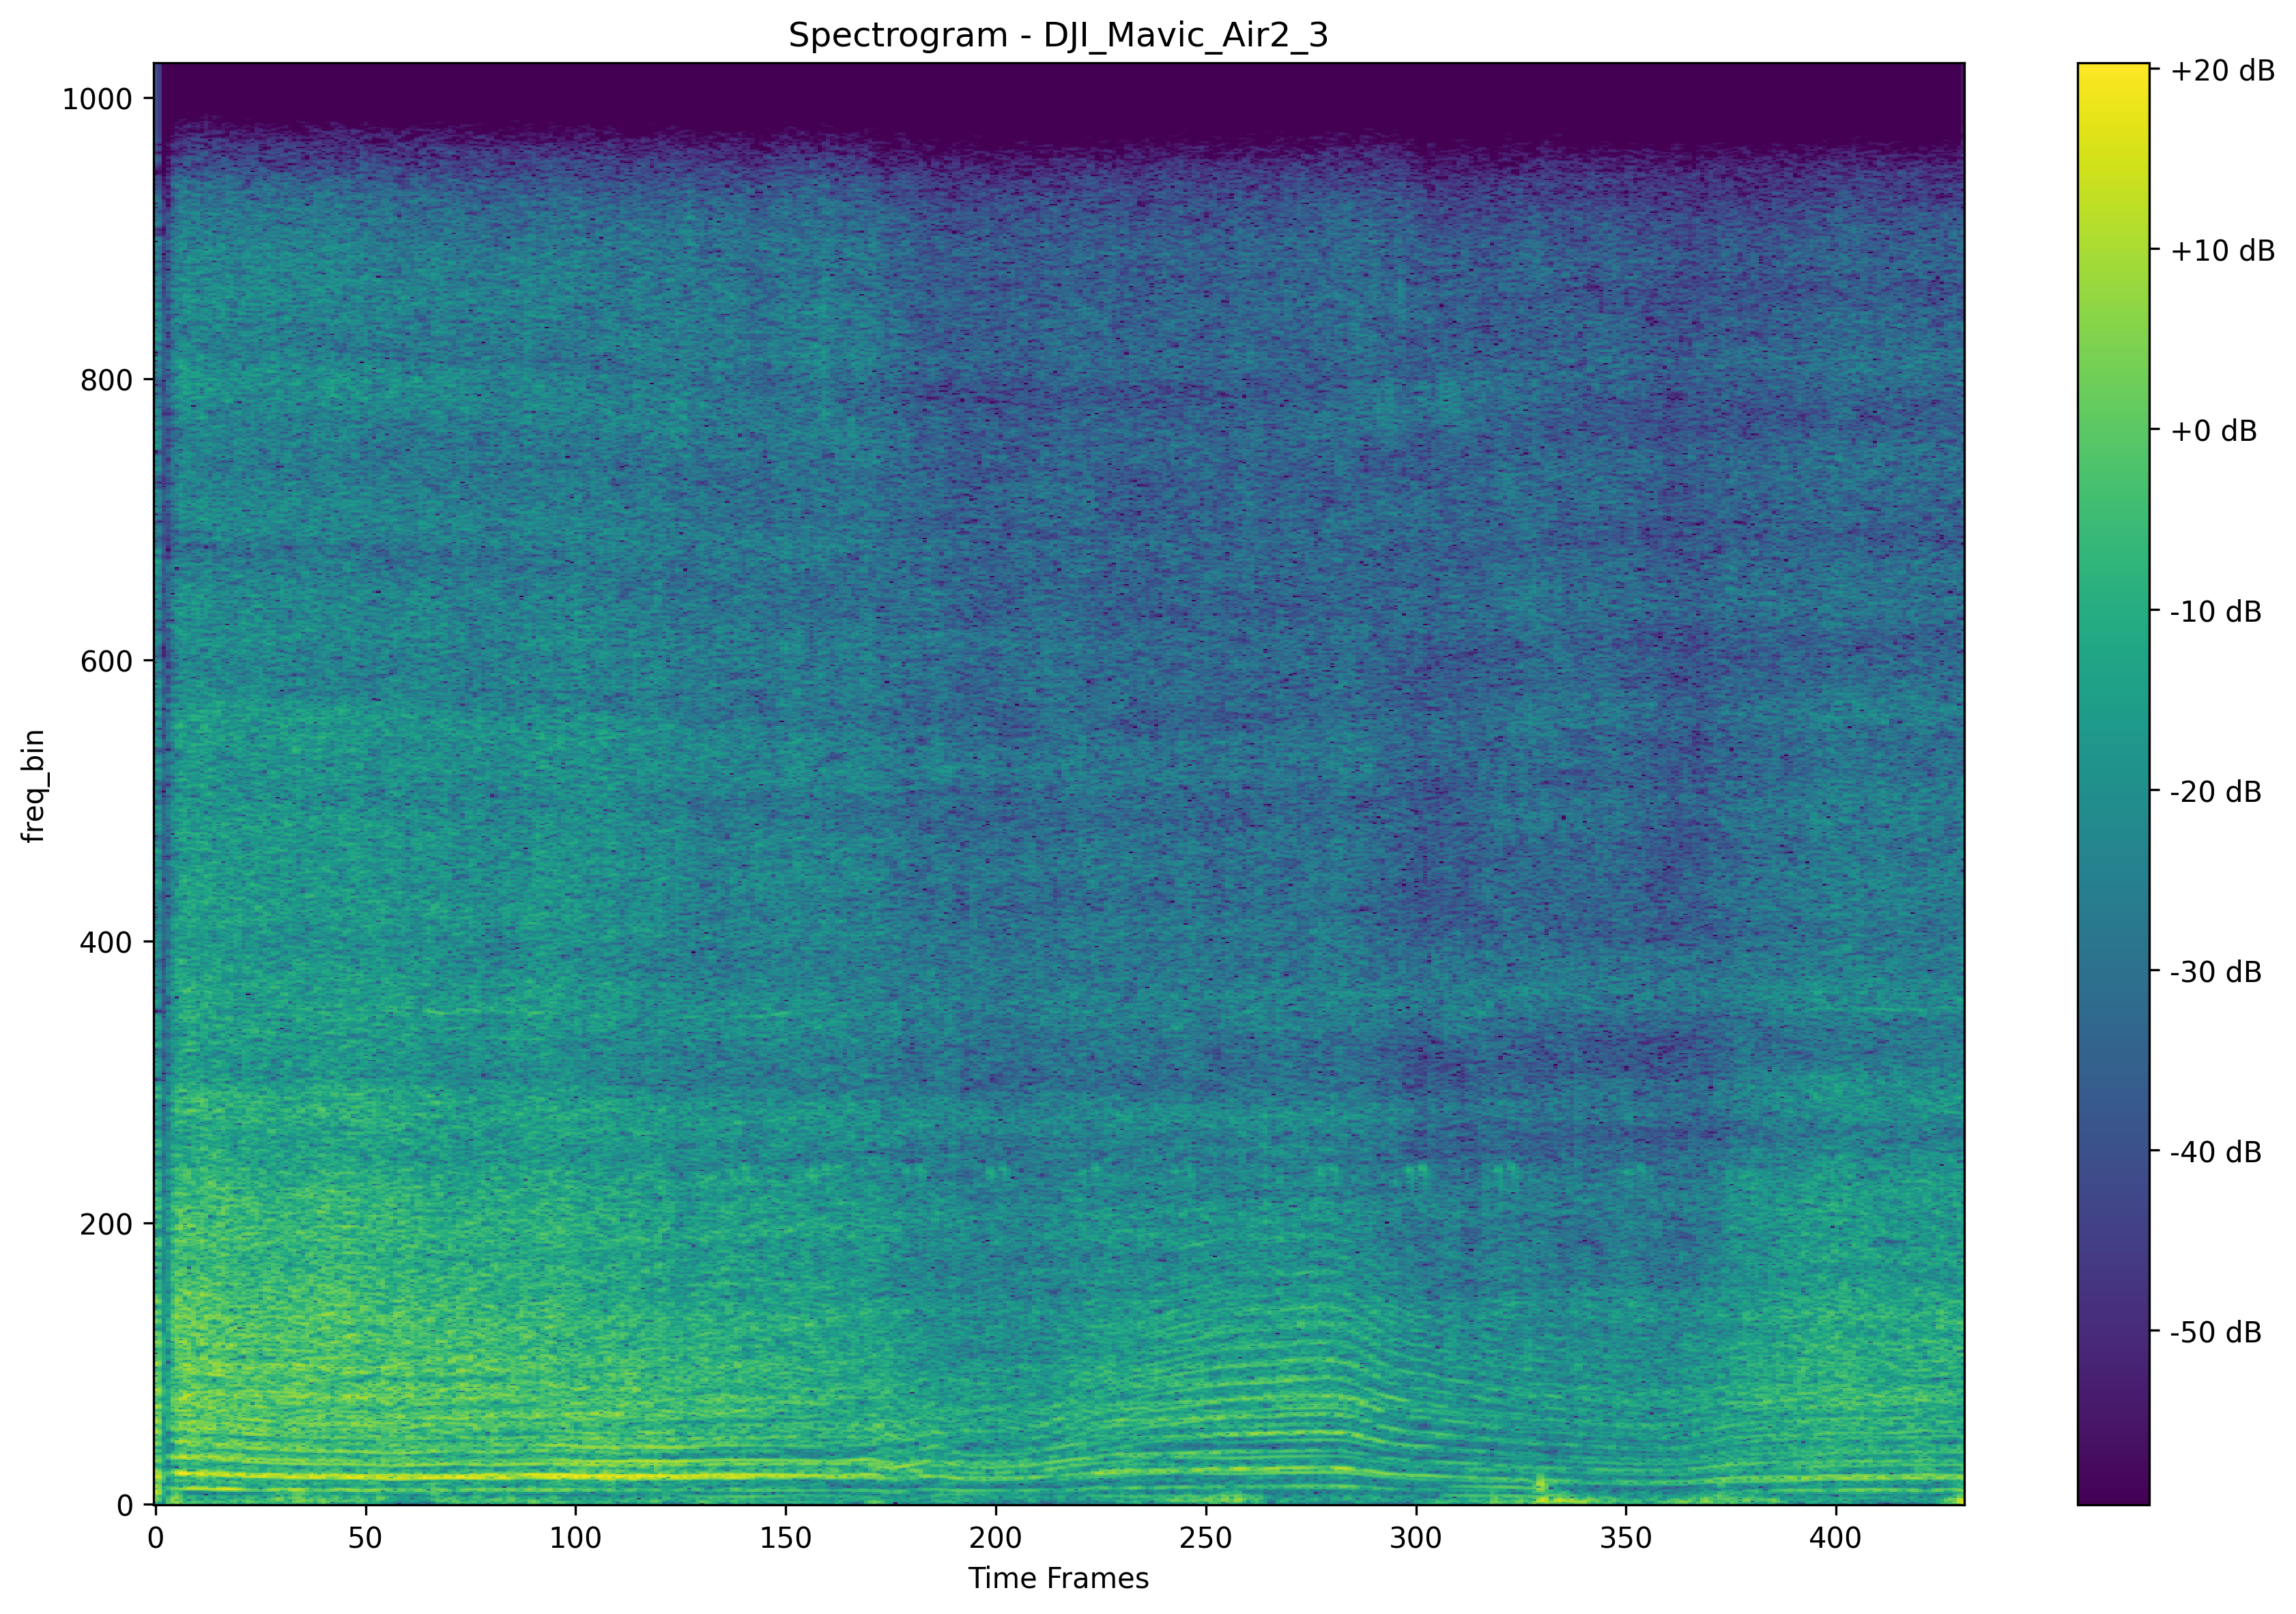 Spectrogram - DJI_Mavic_Air2_3
1000
800
600
400
200
0
freq_bin
0 50 100 150 200 250 300 350 400
Time Frames
+20 dB
+10 dB
+0 dB
-10 dB
-20 dB
-30 dB
-40 dB
-50 dB